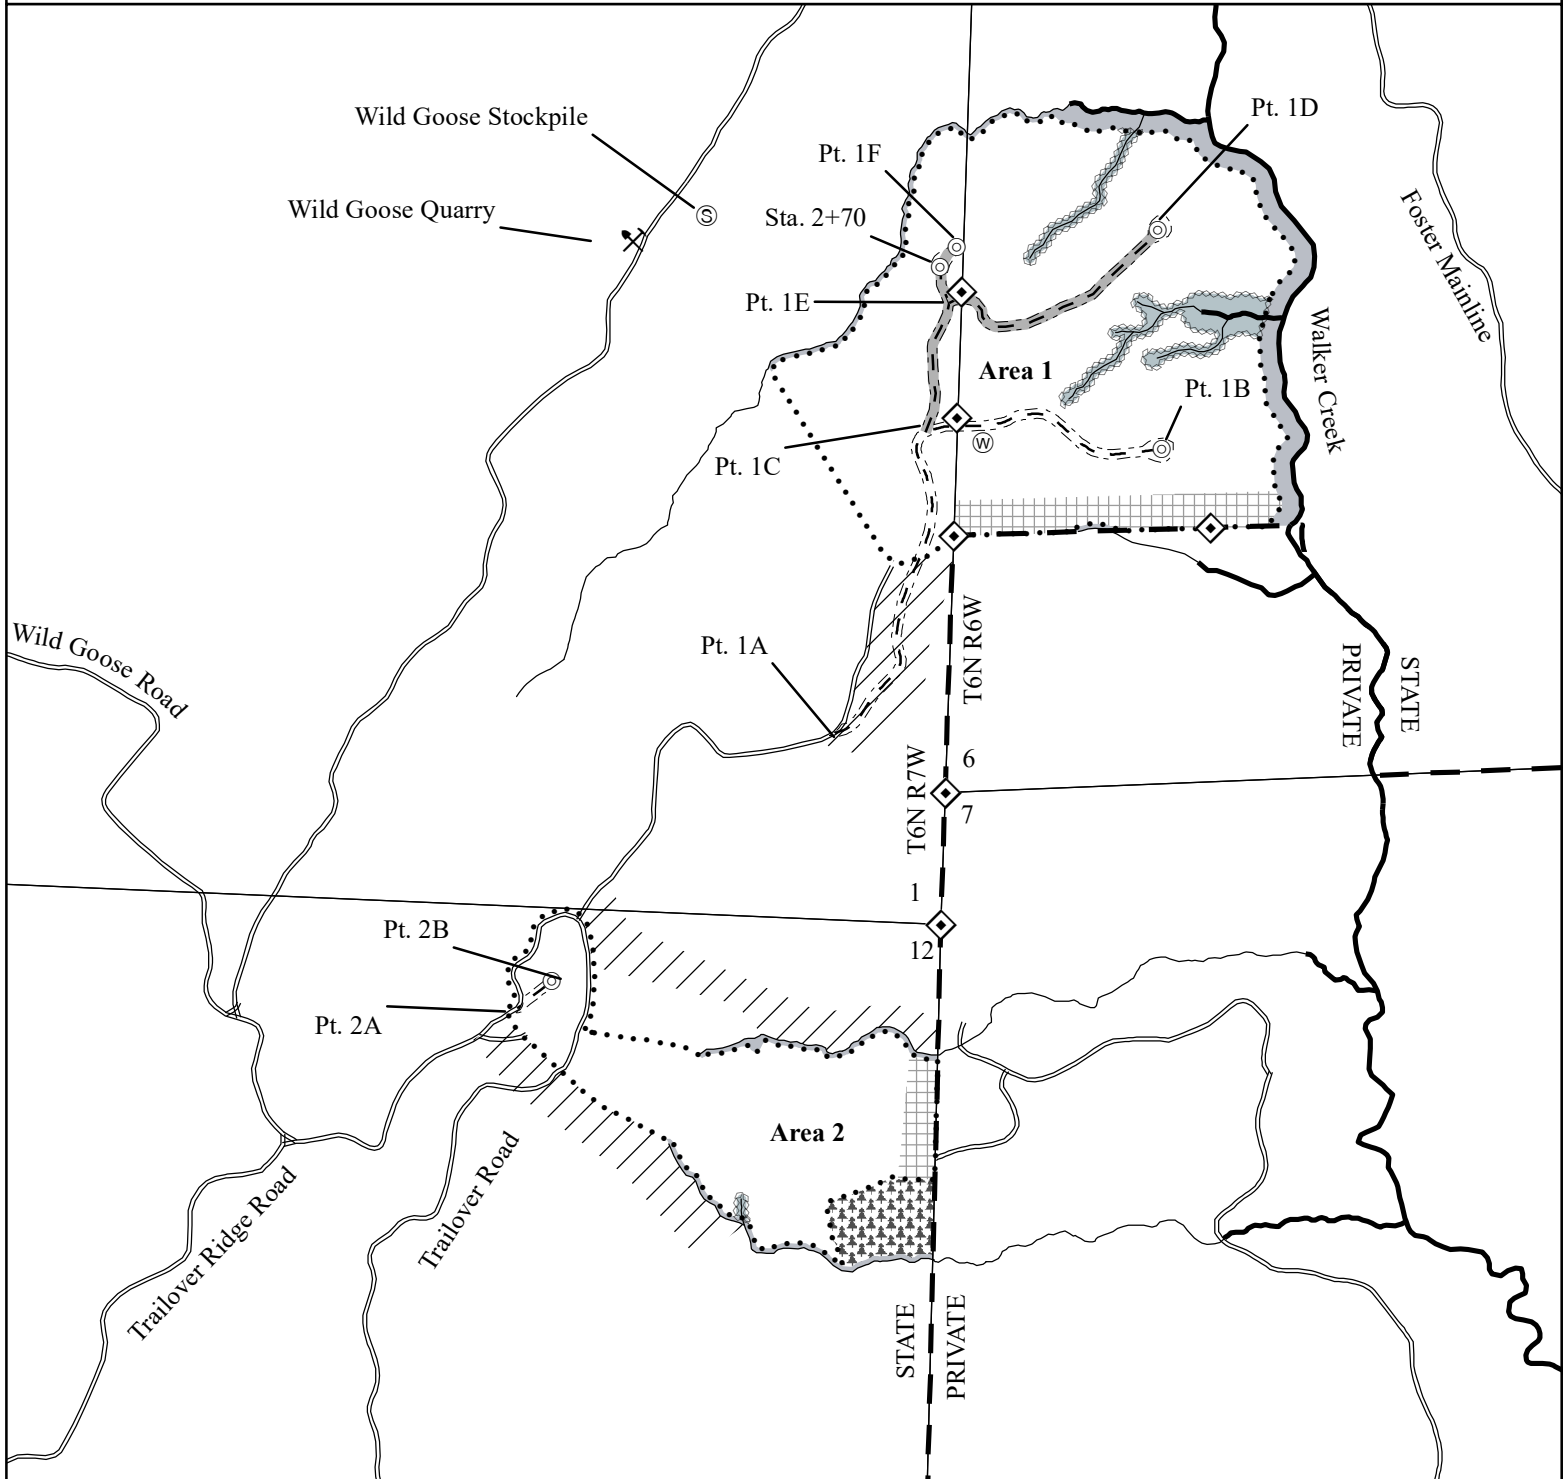 Wild Goose Stockpile
Pt. 1D
Pt. 1F
Wild Goose Quarry
S
Sta. 2+70
Foster Mainline
Pt. 1E
Walker Creek
Area 1
Pt. 1B
W
Pt. 1C
Wild Goose Road
Pt. 1A
T6N R6W
PRIVATE
STATE
T6N R7W
6
7
1
12
Pt. 2B
Pt. 2A
Area 2
Trailover Road
Trailover Ridge Road
STATE
PRIVATE